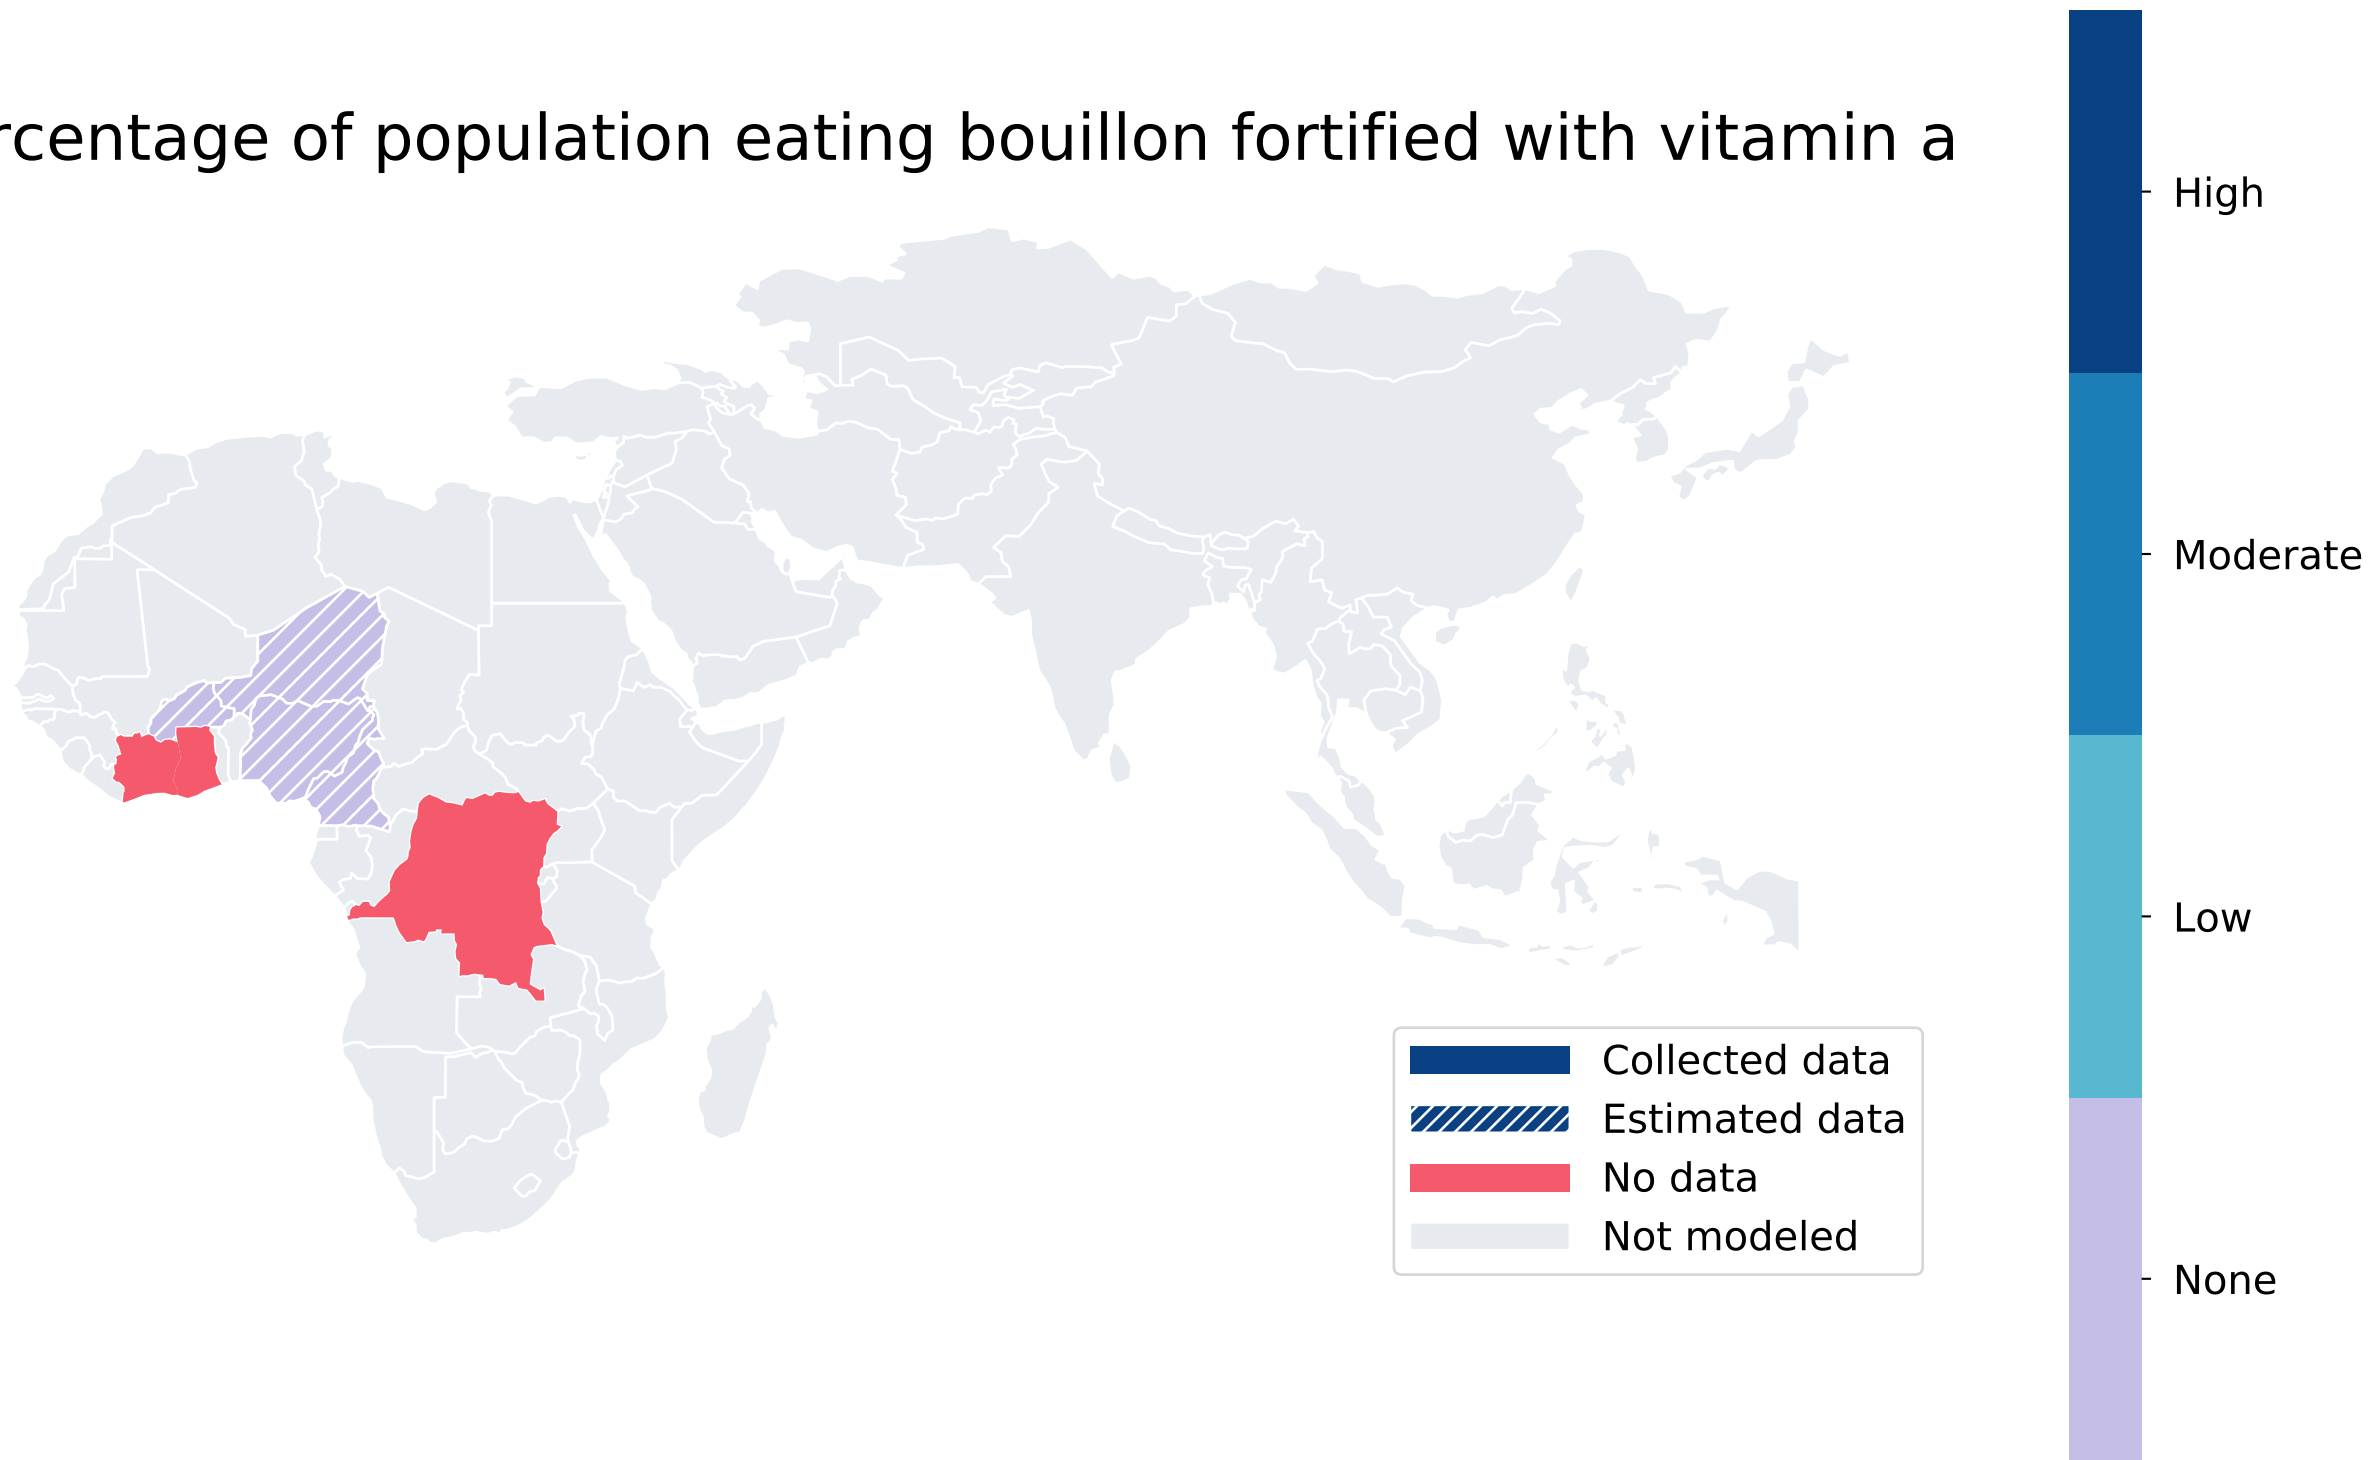 rcentage of population eating bouillon fortified with vitamin a
High
Moderate
Low
None
Collected data
Estimated data
No data
Not modeled